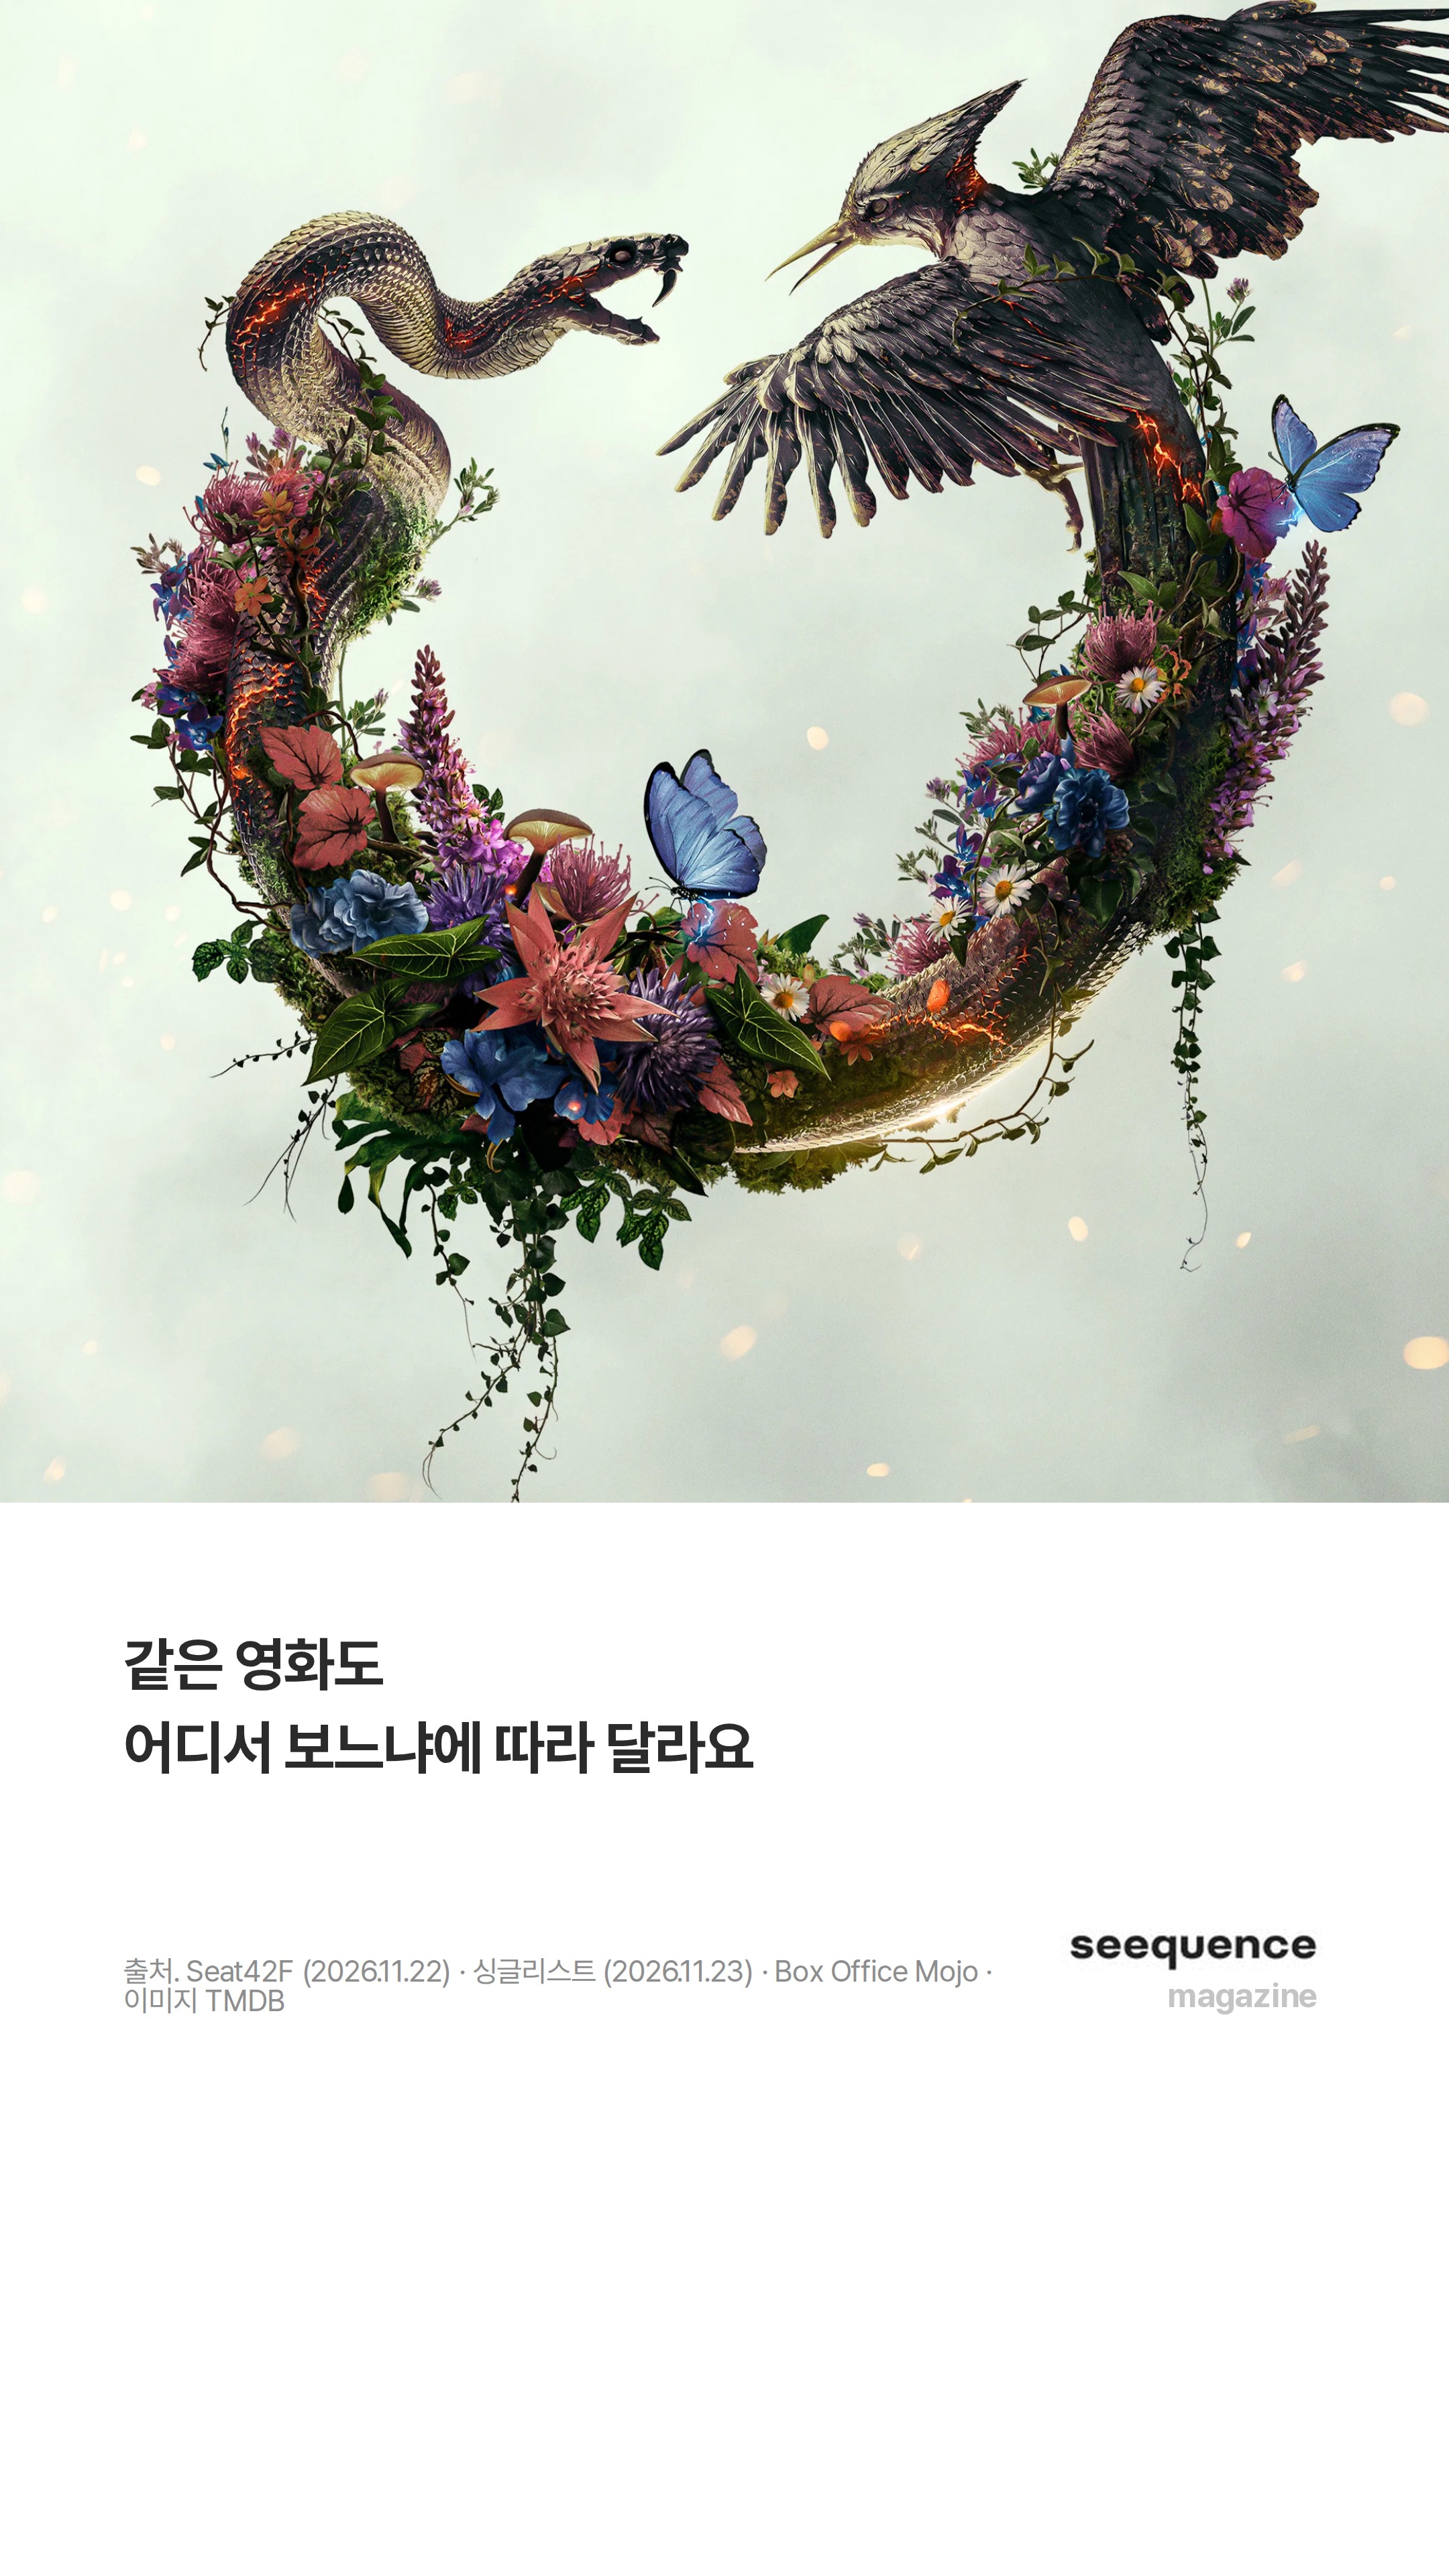 같은 영화도
어디서 보느냐에 따라 달라요
출처. Seat42F (2026.11.22) · 싱글리스트 (2026.11.23) · Box Office Mojo ·
이미지 TMDB
seequence
magazine